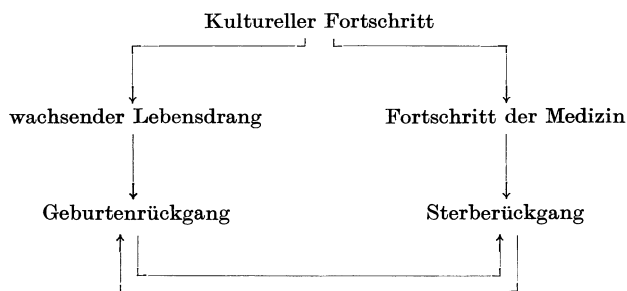 Kultureller Fortschritt
wachsender Lebensdrang Fortschritt der Medizin
Geburtenrückgang Sterberückgang